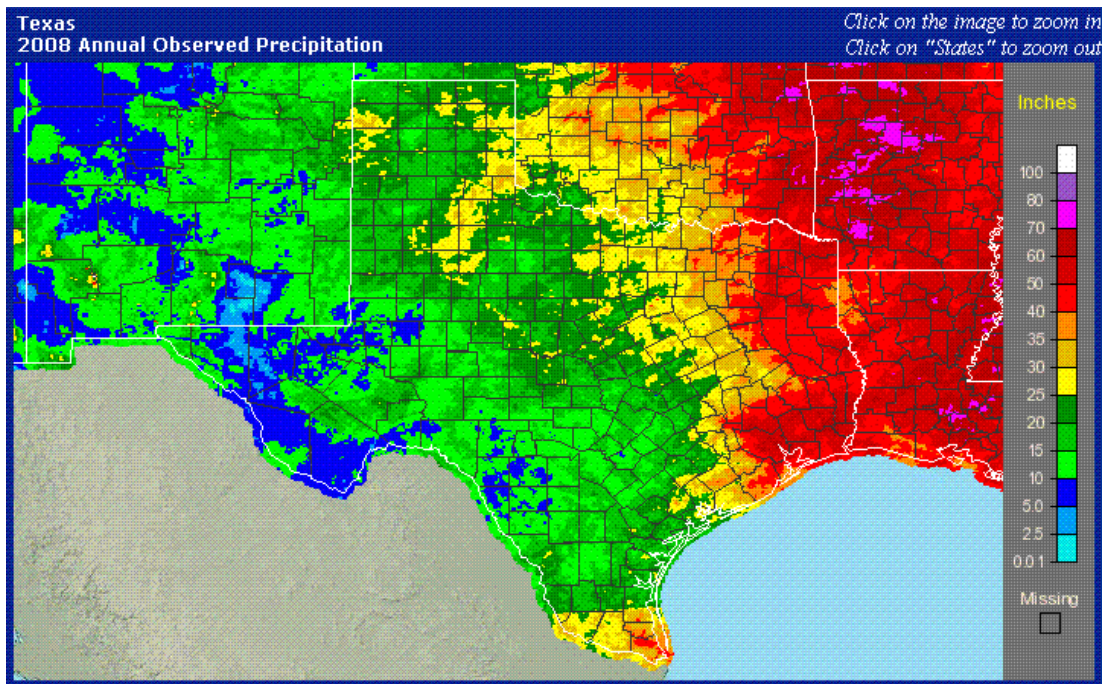 Texas
2008 Annual Observed Precipitation
Click on the image to zoom in
Click on "States" to zoom out
Inches
100
80
70
60
50
40
35
30
25
20
15
10
5.0
2.5
0.01
Missing